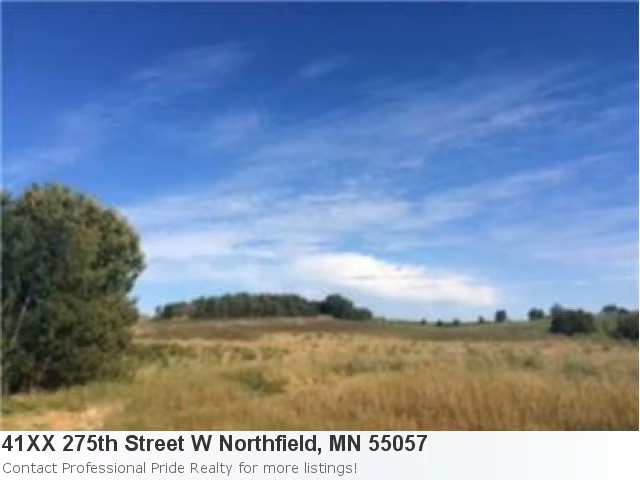 41XX 275th Street W Northfield, MN 55057
Contact Professional Pride Realty for more listings!